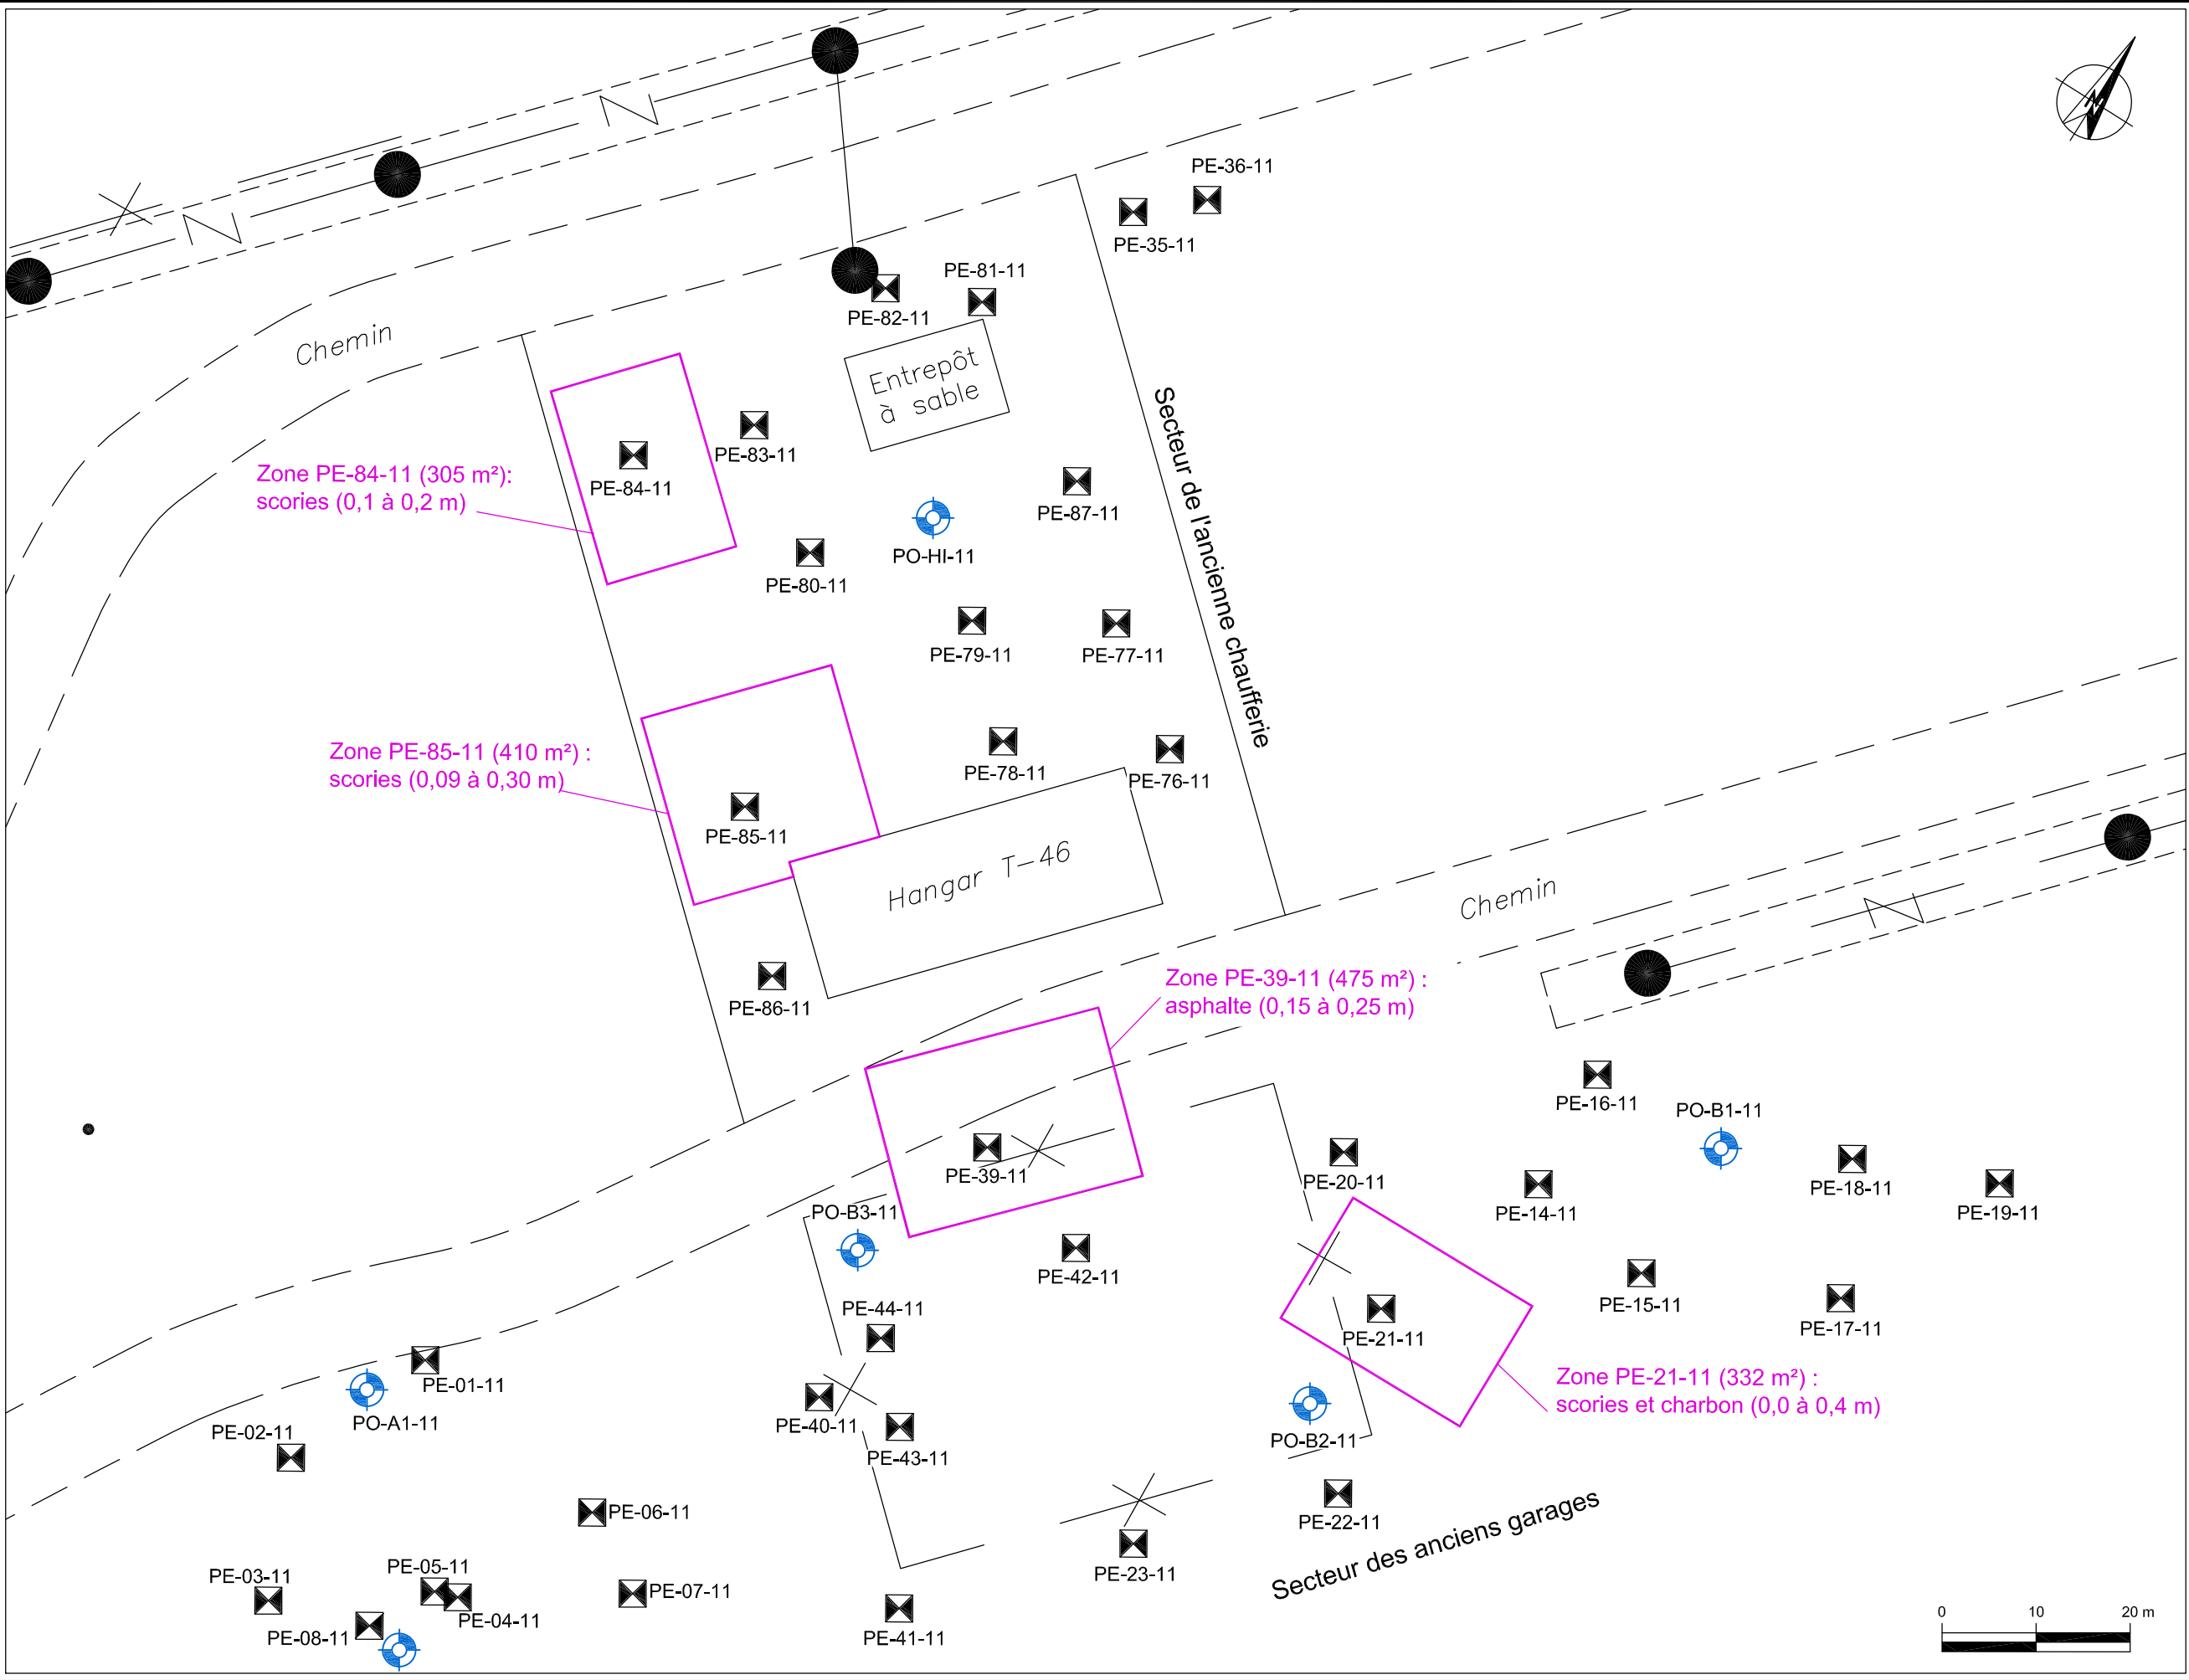 N
PE-36-11
PE-35-11
PE-81-11
PE-82-11
Chemin
Entrepôt
à sable
Secteur de l'ancienne chaufferie
PE-83-11
Zone PE-84-11 (305 m²):
scories (0,1 à 0,2 m)
PE-84-11
PE-87-11
PO-HI-11
PE-80-11
PE-79-11
PE-77-11
Zone PE-85-11 (410 m²) :
scories (0,09 à 0,30 m)
PE-78-11
PE-76-11
PE-85-11
Hangar T-46
Chemin
Zone PE-39-11 (475 m²) :
asphalte (0,15 à 0,25 m)
PE-86-11
PE-16-11
PO-B1-11
PE-39-11
PE-20-11
PE-18-11
PE-14-11
PE-19-11
PO-B3-11
PE-42-11
PE-44-11
PE-15-11
PE-21-11
PE-17-11
PE-01-11
Zone PE-21-11 (332 m²) :
scories et charbon (0,0 à 0,4 m)
PO-A1-11
PE-02-11
PE-40-11
PE-43-11
PO-B2-11
PE-06-11
PE-22-11
Secteur des anciens garages
PE-05-11
PE-03-11
PE-07-11
PE-23-11
PE-04-11
PE-08-11
PE-41-11
0 10 20 m